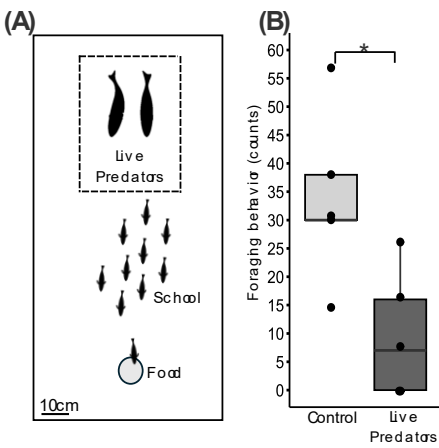 (A)
Live
Predators
School
Food
10cm
(B)
*
Foraging behavior (counts)
60
55
50
45
40
35
30
25
20
15
10
5
0
Control
Live
Predators